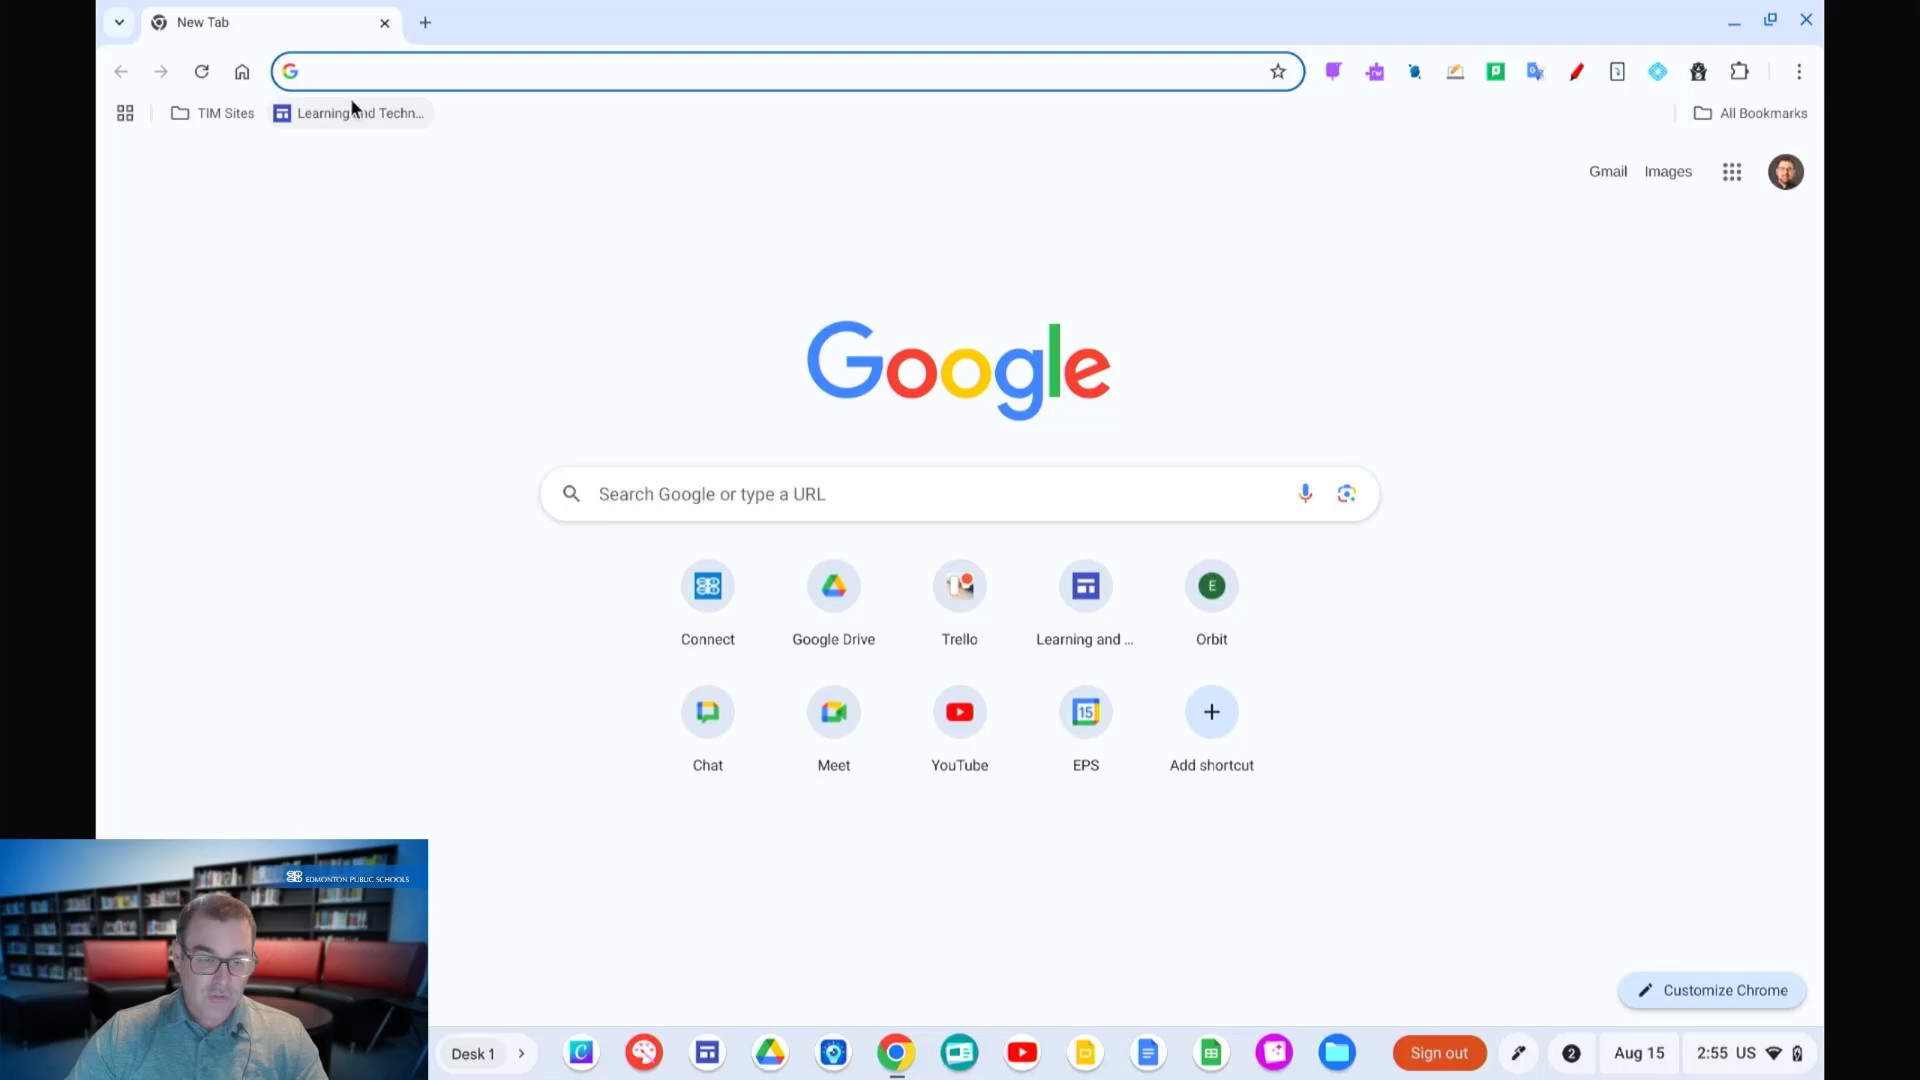 New Tab
TIM Sites
Learning and Techn...
All Bookmarks
Gmail
Images
Google
Search Google or type a URL
Connect
Google Drive
Trello
Learning and ...
E
Orbit
Chat
Meet
YouTube
15
EPS
Add shortcut
EDMONTON PUBLIC SCHOOLS
Customize Chrome
Desk 1
Sign out
2
Aug 15
2:55 US